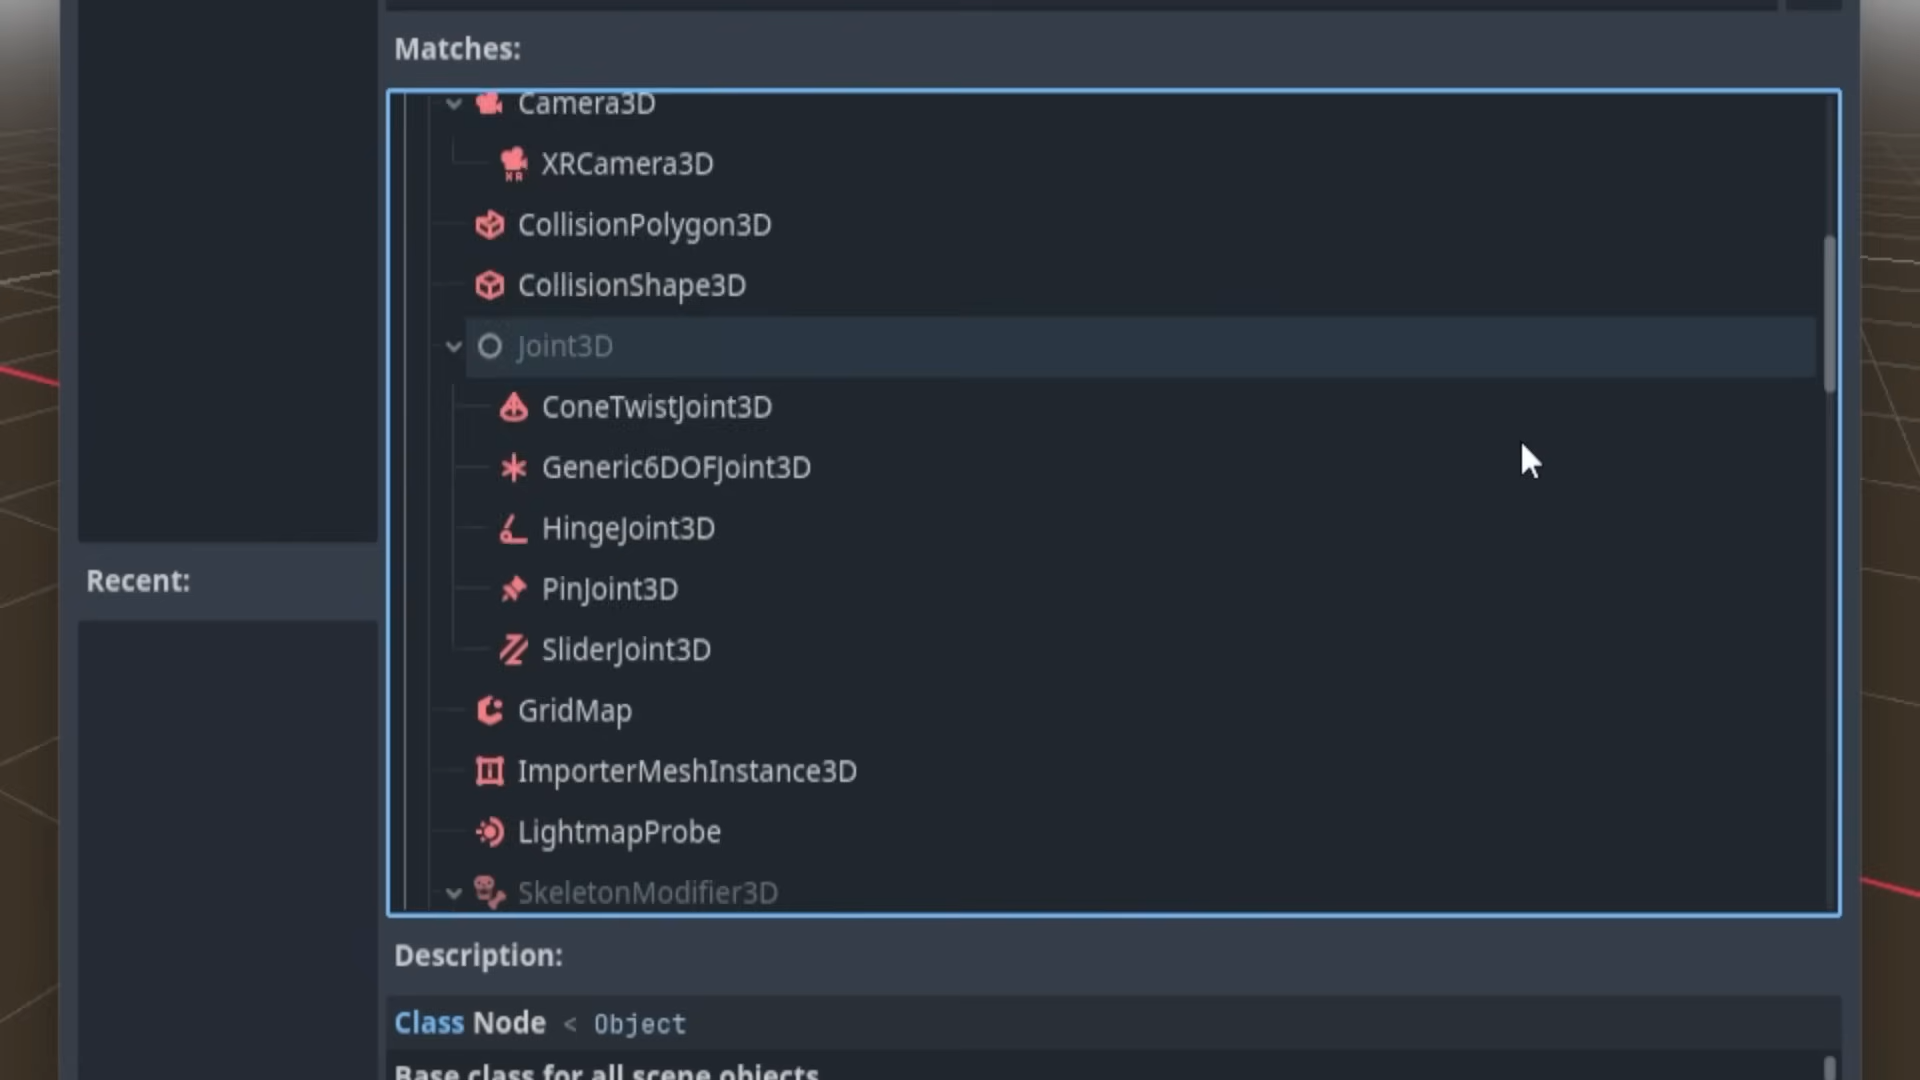 Matches:
Camera3D
XRCamera3D
CollisionPolygon3D
CollisionShape3D
Joint3D
ConeTwistJoint3D
Generic6DOFJoint3D
HingeJoint3D
PinJoint3D
SliderJoint3D
GridMap
ImporterMeshInstance3D
LightmapProbe
SkeletonModifier3D
Recent:
Description:
Class Node < Object
Base class for all scene objects.